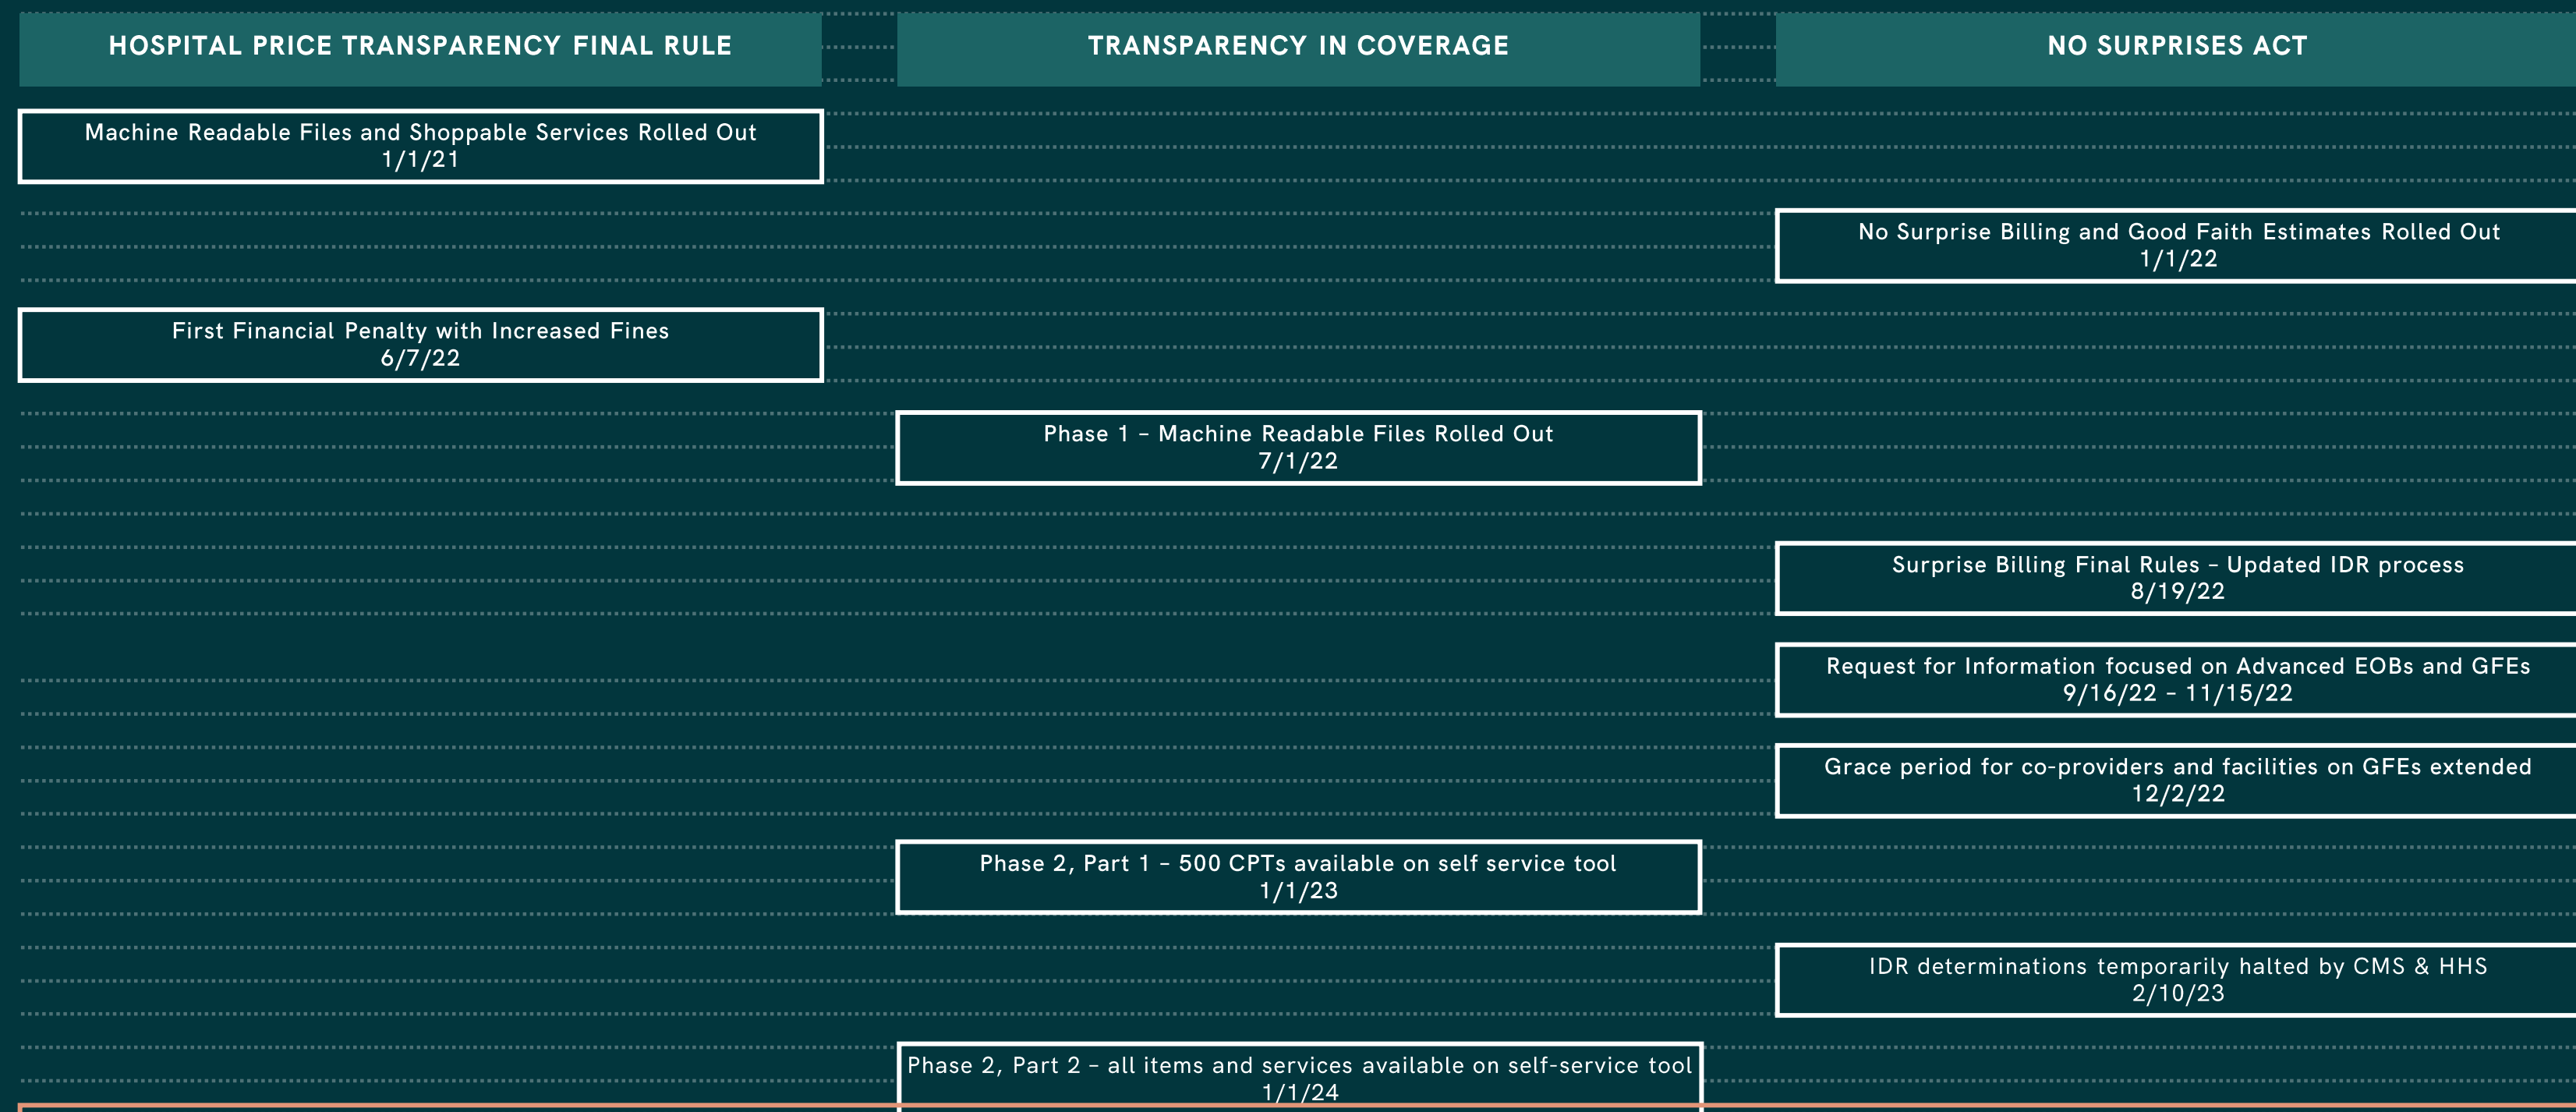 HOSPITAL PRICE TRANSPARENCY FINAL RULE
TRANSPARENCY IN COVERAGE
NO SURPRISES ACT
Machine Readable Files and Shoppable Services Rolled Out
1/1/21
No Surprise Billing and Good Faith Estimates Rolled Out
1/1/22
First Financial Penalty with Increased Fines
6/7/22
Phase 1 – Machine Readable Files Rolled Out
7/1/22
Surprise Billing Final Rules – Updated IDR process
8/19/22
Request for Information focused on Advanced EOBs and GFEs
9/16/22 – 11/15/22
Grace period for co-providers and facilities on GFEs extended
12/2/22
Phase 2, Part 1 – 500 CPTs available on self service tool
1/1/23
IDR determinations temporarily halted by CMS & HHS
2/10/23
Phase 2, Part 2 – all items and services available on self-service tool
1/1/24